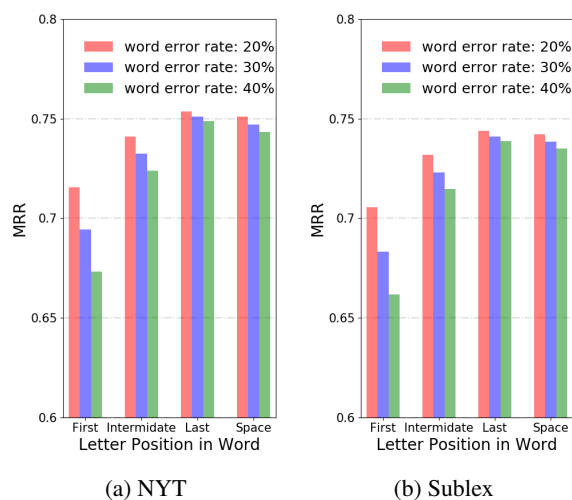 0.8
word error rate: 20%
word error rate: 30%
word error rate: 40%
0.75
0.7
0.65
0.6
MRR
First Intermidate Last Space
Letter Position in Word
(a) NYT
0.8
word error rate: 20%
word error rate: 30%
word error rate: 40%
0.75
0.7
0.65
0.6
MRR
First Intermidate Last Space
Letter Position in Word
(b) Sublex